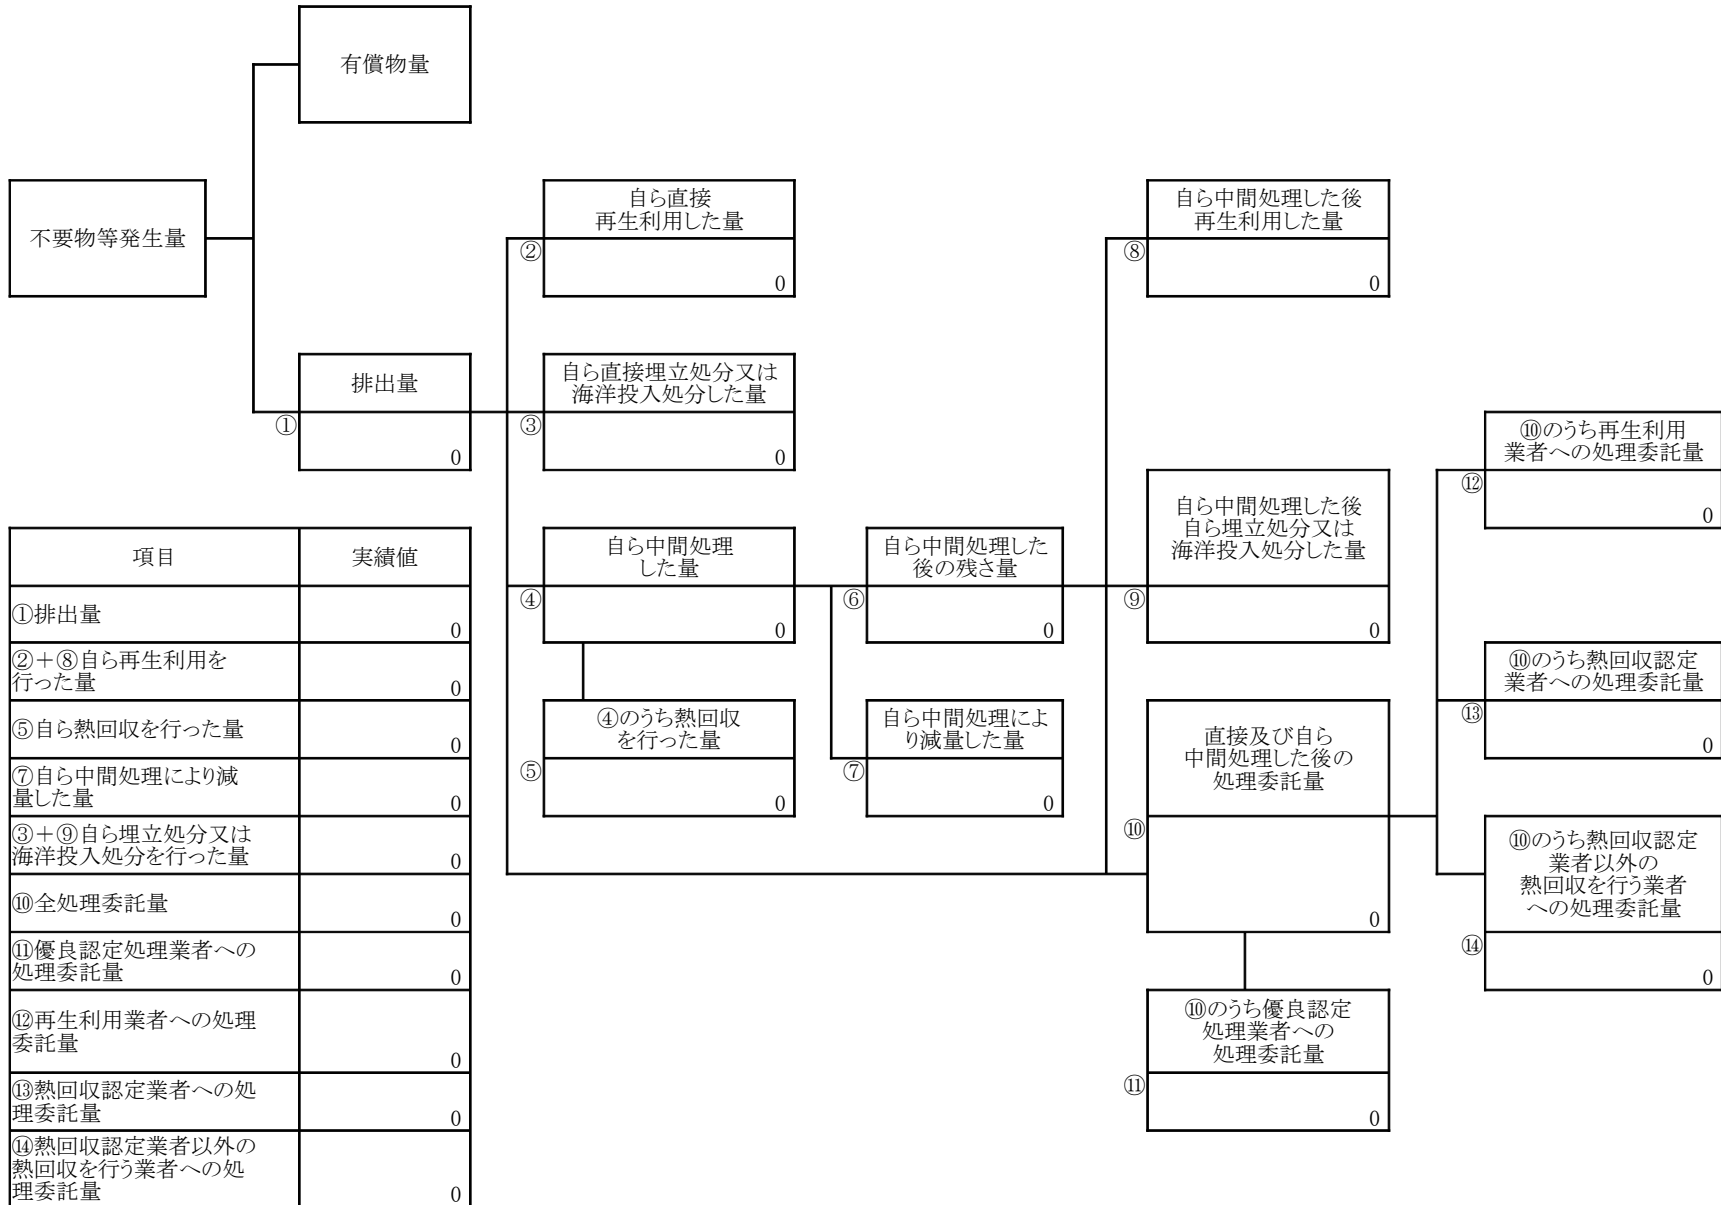 有償物量
不要物等発生量
自ら直接
再生利用した量
②
0
自ら中間処理した後
再生利用した量
⑧
0
排出量
①
0
自ら直接埋立処分又は
海洋投入処分した量
③
0
⑩のうち再生利用
業者への処理委託量
⑫
0
自ら中間処理した後
自ら埋立処分又は
海洋投入処分した量
⑨
0
自ら中間処理
した量
④
0
自ら中間処理した
後の残さ量
⑥
0
⑩のうち熱回収認定
業者への処理委託量
⑬
0
④のうち熱回収
を行った量
⑤
0
自ら中間処理によ
り減量した量
⑦
0
直接及び自ら
中間処理した後の
処理委託量
⑩
0
⑩のうち熱回収認定
業者以外の
熱回収を行う業者
への処理委託量
⑭
0
⑩のうち優良認定
処理業者への
処理委託量
⑪
0
項目 実績値
①排出量
0
②+⑧自ら再生利用を
行った量 0
⑤自ら熱回収を行った量
0
⑦自ら中間処理により減
量した量 0
③+⑨自ら埋立処分又は
海洋投入処分を行った量 0
⑩全処理委託量
0
⑪優良認定処理業者への
処理委託量 0
⑫再生利用業者への処理
委託量
0
⑬熱回収認定業者への処
理委託量 0
⑭熱回収認定業者以外の
熱回収を行う業者への処
理委託量 0